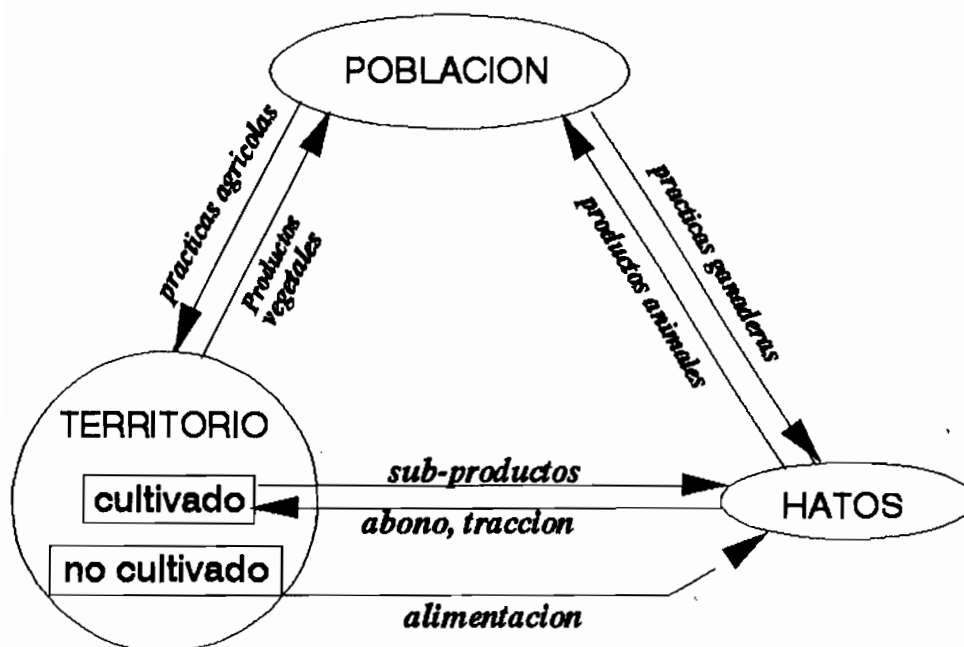 POBLACION
practicas agricolas
Productos
vegetales
productos animales
practicas ganaderas
TERRITORIO
cultivado
no cultivado
sub-productos
abono, traccion
HATOS
alimentacion